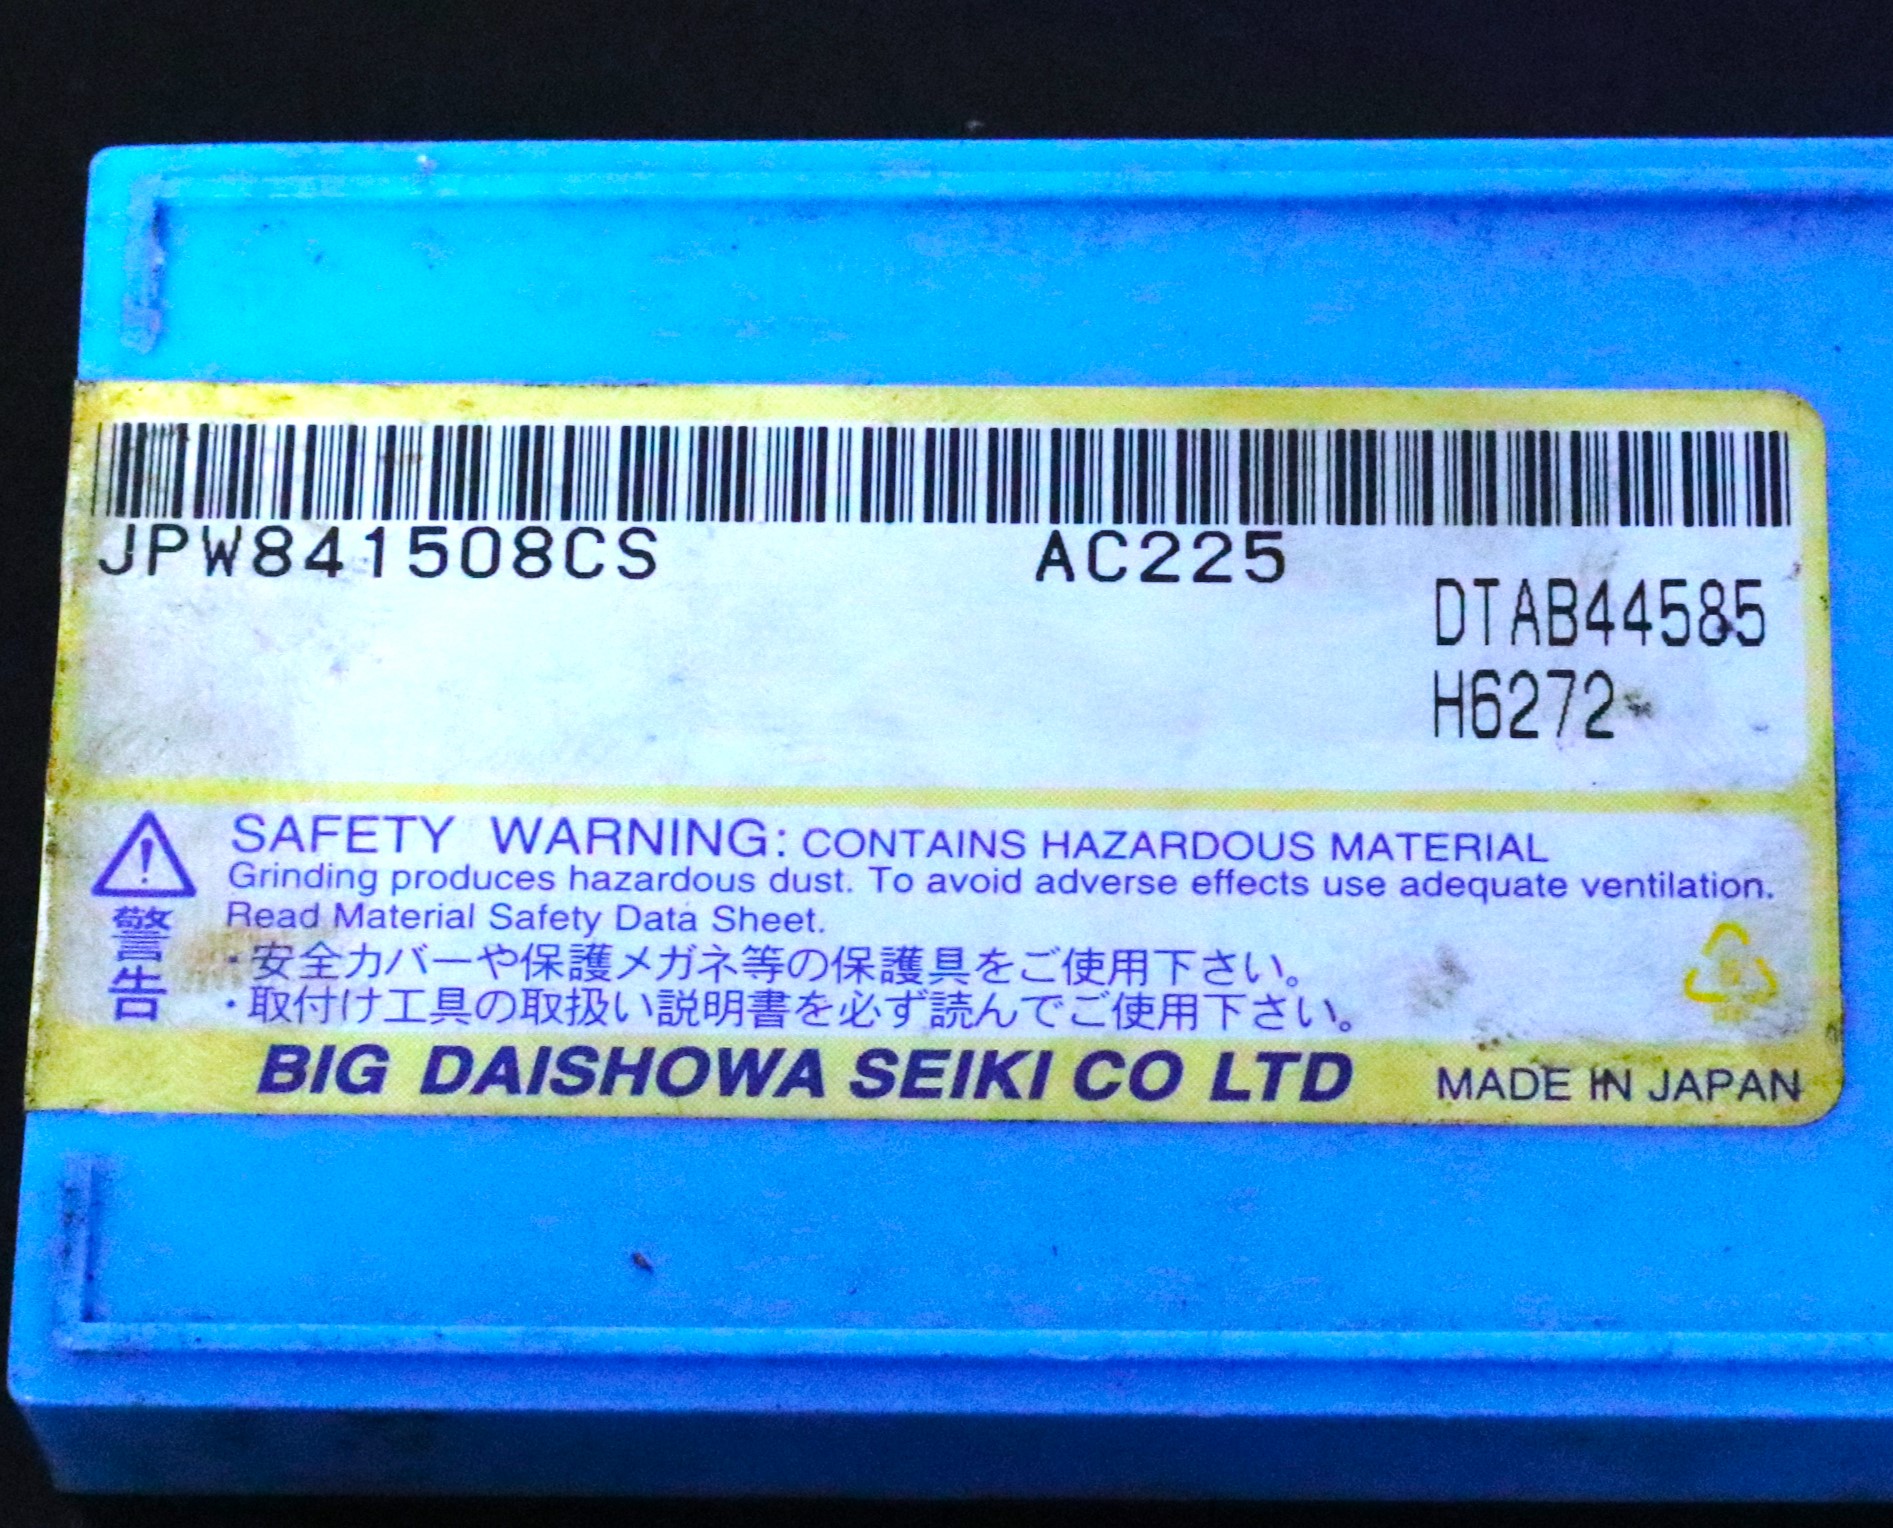 JPW841508CS AC225
DTAB44585
H6272
SAFETY WARNING: CONTAINS HAZARDOUS MATERIAL
Grinding produces hazardous dust. To avoid adverse effects use adequate ventilation.
Read Material Safety Data Sheet.
警告
・安全カバーや保護メガネ等の保護具をご使用下さい。
・取付け工具の取扱い説明書を必ず読んでご使用下さい。
BIG DAISHOWA SEIKI CO LTD MADE IN JAPAN